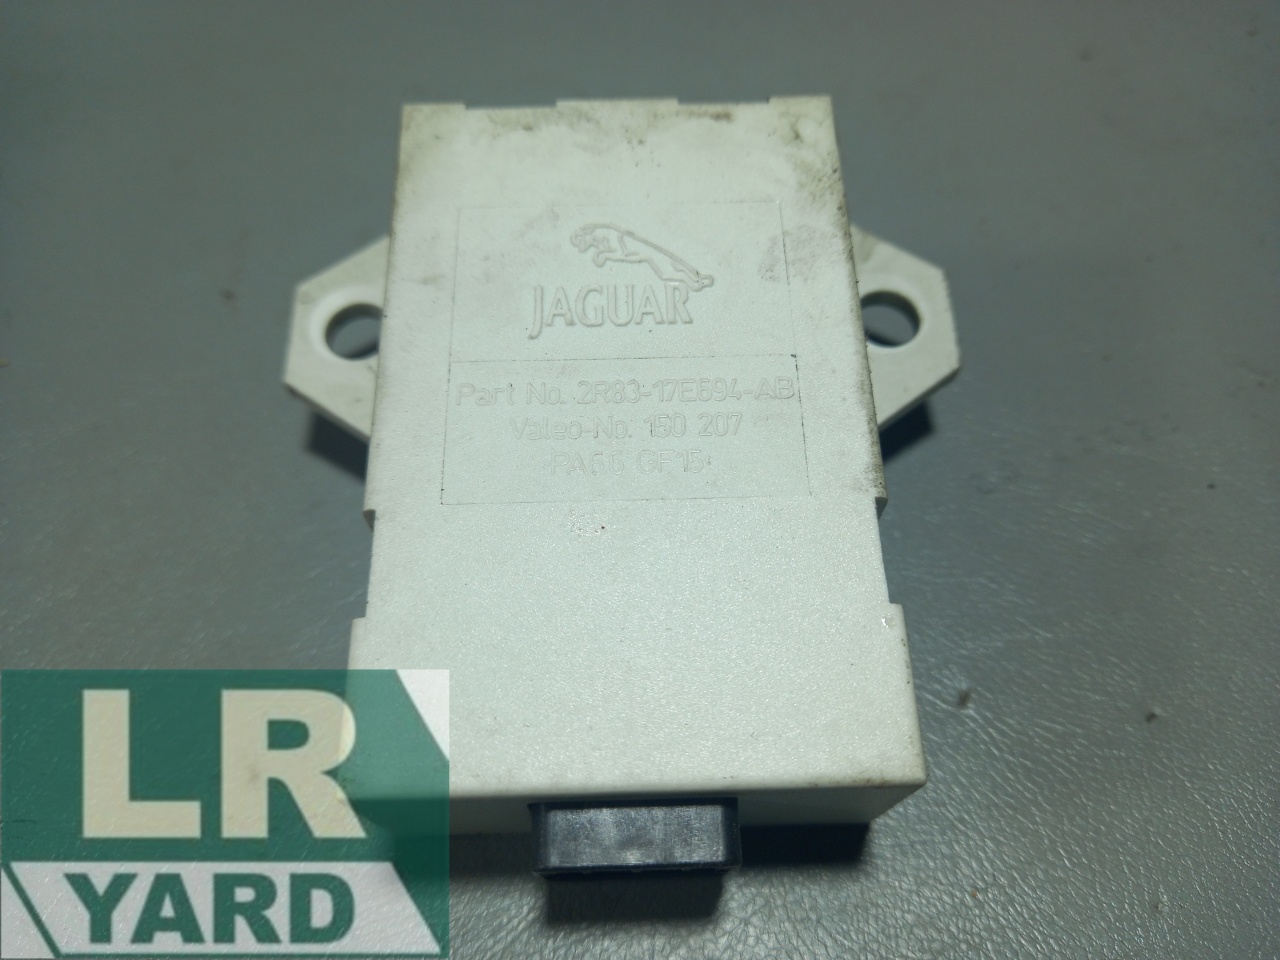 JAGUAR
Part No. 2R83-17E694-AB
Valeo-No. 150 207
PA66 GF15
LR
YARD